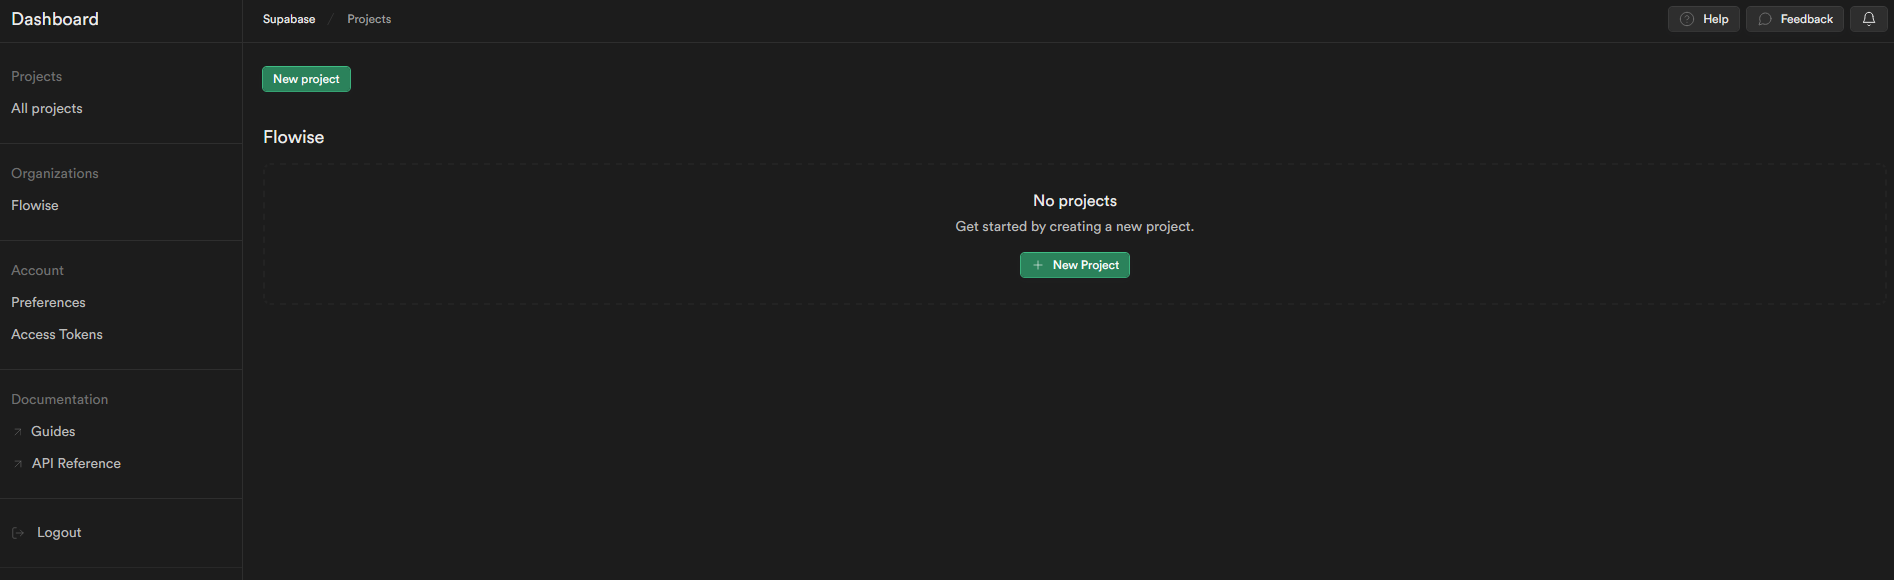 Dashboard
Supabase / Projects
Help
Feedback
Projects
All projects
Organizations
Flowise
Account
Preferences
Access Tokens
Documentation
Guides
API Reference
Logout
New project
Flowise
No projects
Get started by creating a new project.
+ New Project